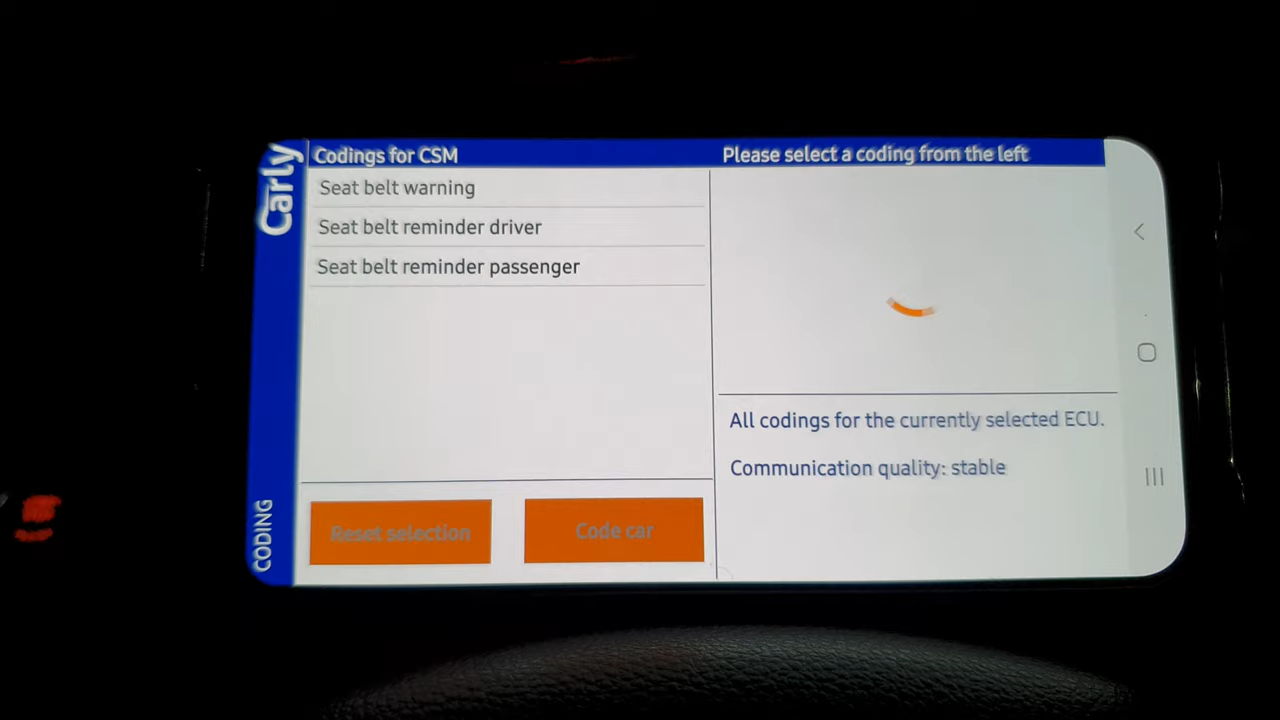 Carly
CODING
Codings for CSM
Seat belt warning
Seat belt reminder driver
Seat belt reminder passenger
Reset selection
Code car
Please select a coding from the left
All codings for the currently selected ECU.
Communication quality: stable